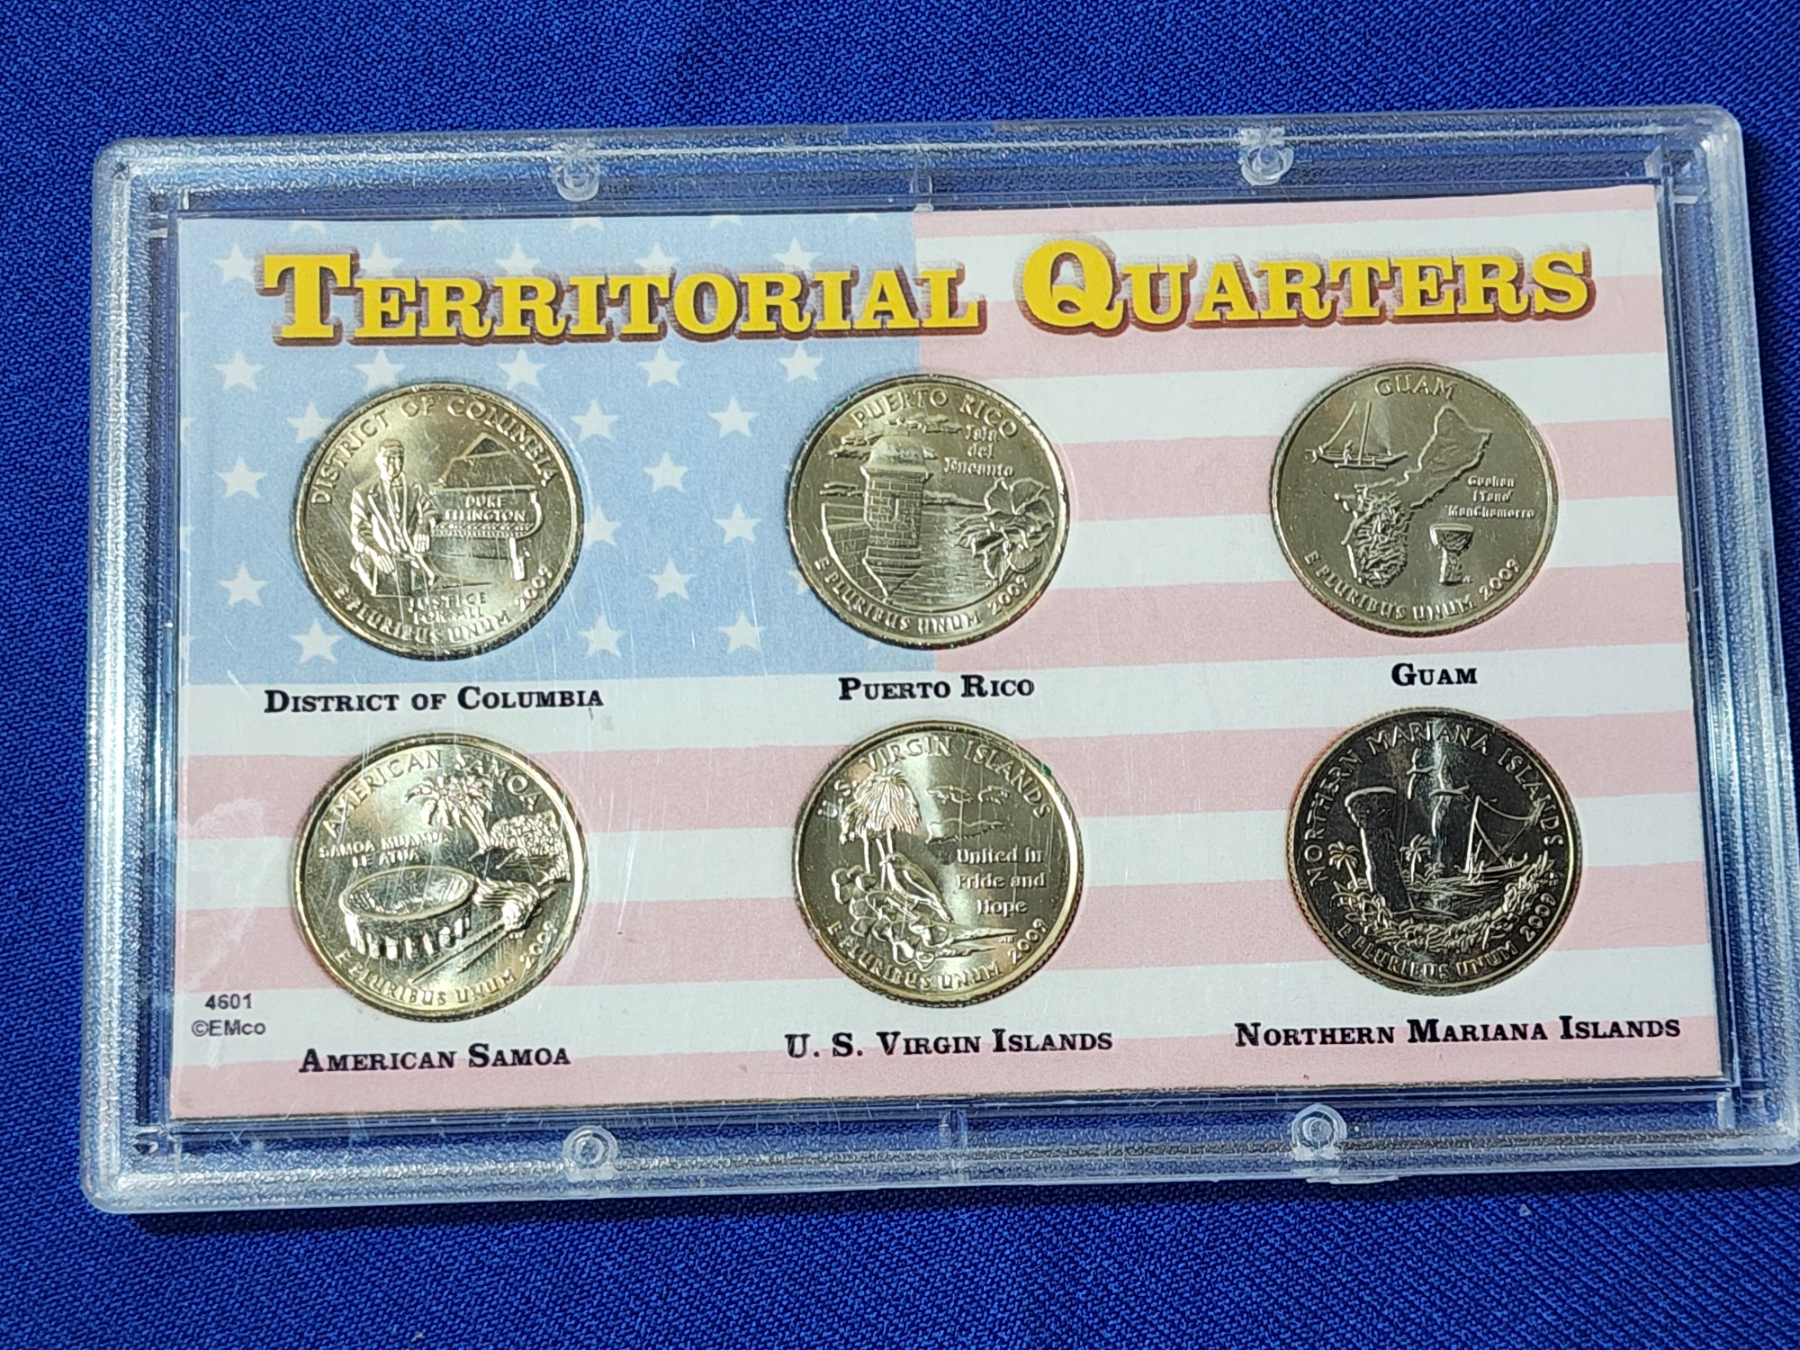 TERRITORIAL QUARTERS
DISTRICT OF COLUMBIA
DUKE
ELLINGTON
JUSTICE
FOR ALL
E PLURIBUS UNUM 2009
DISTRICT OF COLUMBIA
PUERTO RICO
Isla
del
Encanto
E PLURIBUS UNUM 2009
PUERTO RICO
GUAM
Guahan
I Tano'
ManChamorro
E PLURIBUS UNUM 2009
GUAM
AMERICAN SAMOA
SAMOA MUAMUA
LE ATUA
E PLURIBUS UNUM 2009
AMERICAN SAMOA
U.S. VIRGIN ISLANDS
United in
Pride and
Hope
E PLURIBUS UNUM 2009
U. S. VIRGIN ISLANDS
NORTHERN MARIANA ISLANDS
E PLURIBUS UNUM 2009
NORTHERN MARIANA ISLANDS
4601
©EMco